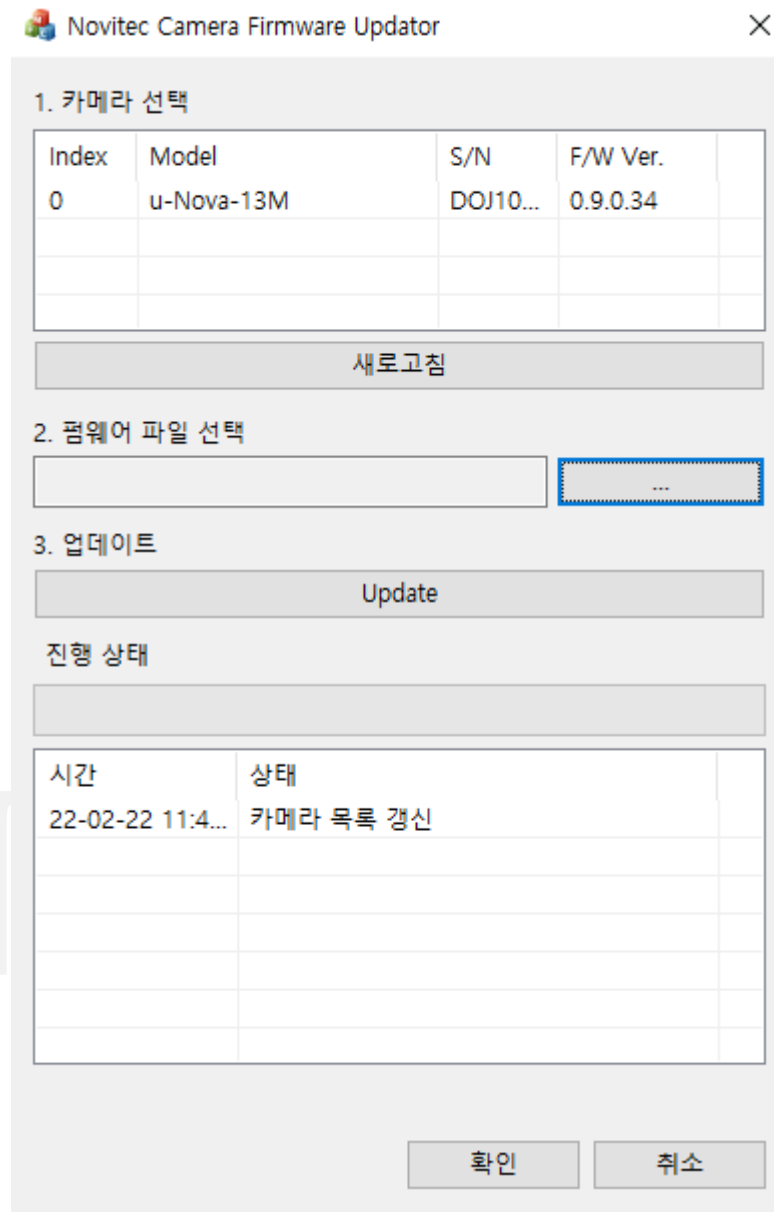 Novitec Camera Firmware Updator
1. 카메라 선택
Index Model S/N F/W Ver.
0 u-Nova-13M DOJ10... 0.9.0.34
새로고침
2. 펌웨어 파일 선택
...
3. 업데이트
Update
진행 상태
시간 상태
22-02-22 11:4... 카메라 목록 갱신
확인 취소